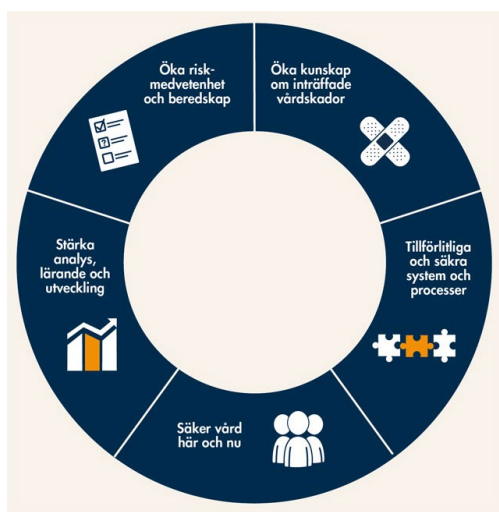 Öka risk-
medvetenhet
och beredskap
Öka kunskap
om inträffade
vårdskador
Tillförlitliga
och säkra
system och
processer
Säker vård
här och nu
Stärka
analys,
lärande och
utveckling
?